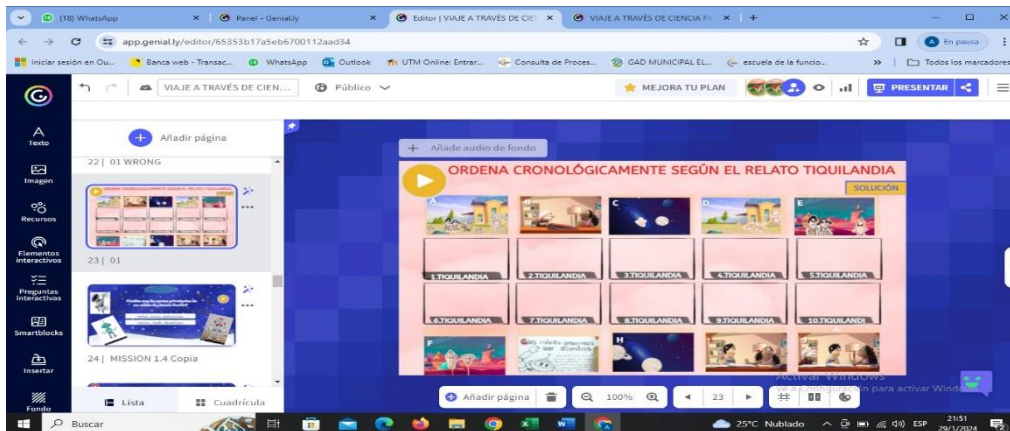 (18) WhatsApp
Panel - Genially
Editor | VIAJE A TRAVÉS DE CIE
VIAJE A TRAVÉS DE CIENCIA FI
app.genial.ly/editor/65353b17a5eb6700112aad34
En pausa
Iniciar sesión en Ou...
Banca web - Transac...
WhatsApp
Outlook
UTM Online: Entrar...
Consulta de Proces...
GAD MUNICIPAL EL...
escuela de la funcio...
Todos los marcadores
VIAJE A TRAVÉS DE CIEN...
Público
MEJORA TU PLAN
PRESENTAR
Texto
Imagen
Recursos
Elementos interactivos
Preguntas interactivas
Smartblocks
Insertar
Fondo
Añadir página
22| 01 WRONG
23| 01
24| MISSION 1.4 Copia
Lista
Cuadrícula
Añade audio de fondo
ORDENA CRONOLÓGICAMENTE SEGÚN EL RELATO TIQUILANDIA
SOLUCIÓN
A
B
C
D
E
1.TIQUILANDIA
2.TIQUILANDIA
3.TIQUILANDIA
4.TIQUILANDIA
5.TIQUILANDIA
6.TIQUILANDIA
7.TIQUILANDIA
8.TIQUILANDIA
9.TIQUILANDIA
10.TIQUILANDI
F
H
Activar Windows
Ve a Configuración para activar Windows
Añadir página
100%
23
Buscar
25°C Nublado
ESP
21:51
29/1/2024